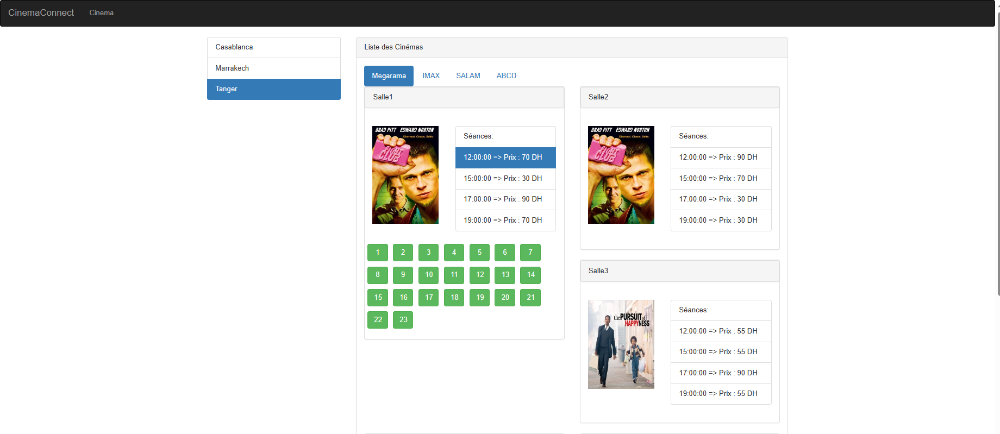 CinemaConnect Cinema
Casablanca
Marrakech
Tanger
Liste des Cinémas
Megarama IMAX SALAM ABCD
Salle1
BRAD PITT EDWARD NORTON
Übermut. Chaos. Seife.
FIGHT CLUB
Séances:
12:00:00 => Prix : 70 DH
15:00:00 => Prix : 30 DH
17:00:00 => Prix : 90 DH
19:00:00 => Prix : 70 DH
1 2 3 4 5 6 7
8 9 10 11 12 13 14
15 16 17 18 19 20 21
22 23
Salle2
BRAD PITT EDWARD NORTON
Übermut. Chaos. Seife.
FIGHT CLUB
Séances:
12:00:00 => Prix : 90 DH
15:00:00 => Prix : 70 DH
17:00:00 => Prix : 30 DH
19:00:00 => Prix : 30 DH
Salle3
the PURSUIT of
HAPPYNESS
Séances:
12:00:00 => Prix : 55 DH
15:00:00 => Prix : 55 DH
17:00:00 => Prix : 90 DH
19:00:00 => Prix : 55 DH